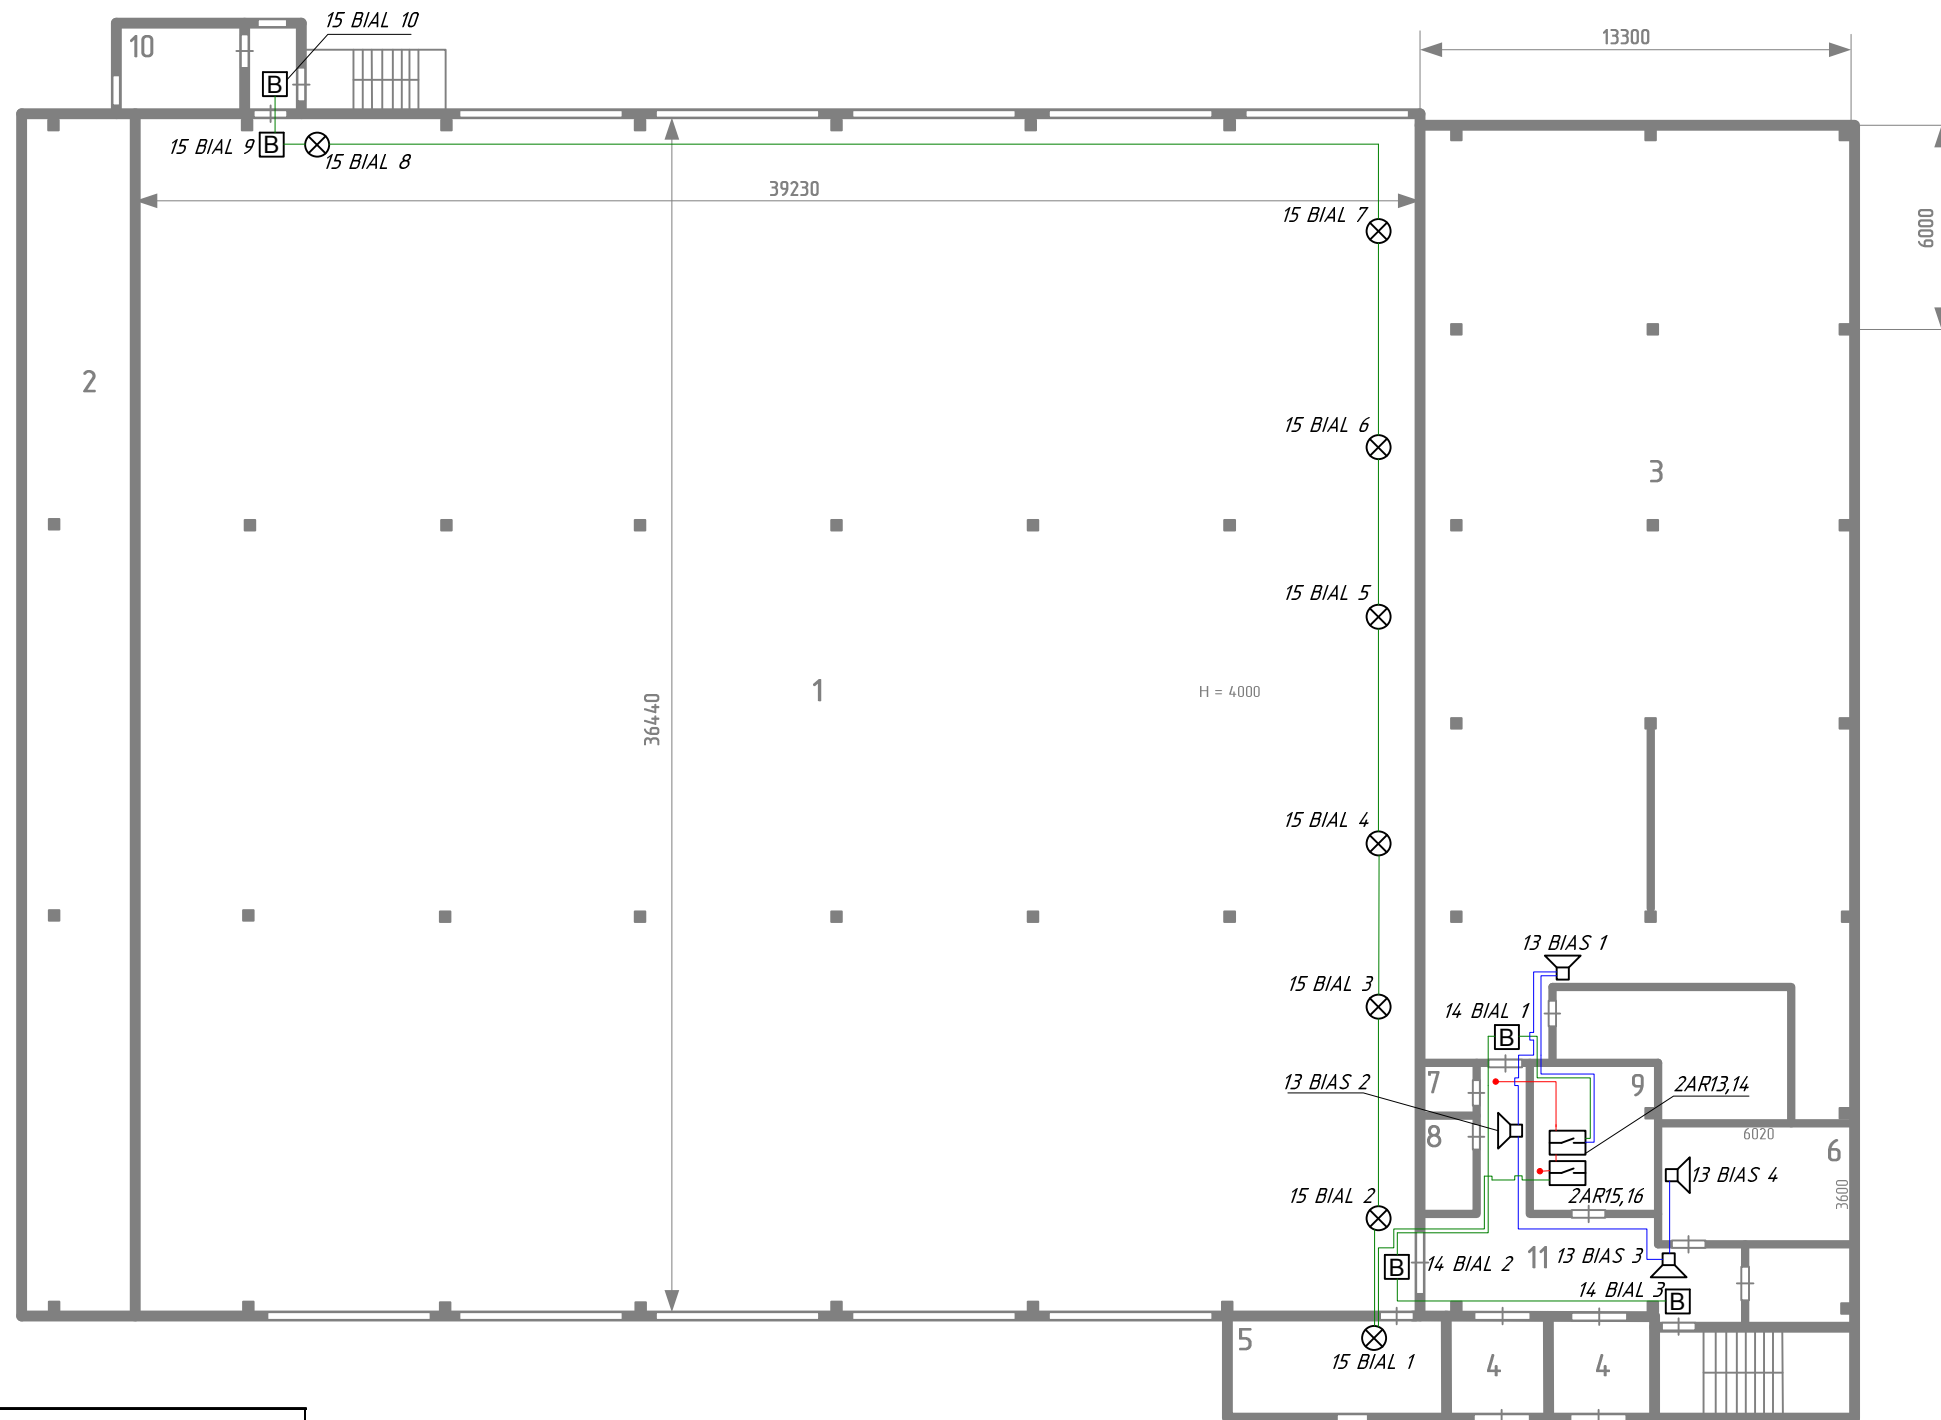 15 BIAL 10
13300
10
15 BIAL 9
15 BIAL 8
39230
15 BIAL 7
6000
2
15 BIAL 6
3
15 BIAL 5
1
H = 4000
36440
15 BIAL 4
13 BIAS 1
15 BIAL 3
14 BIAL 1
13 BIAS 2
7
9
2AR13,14
8
6020
6
13 BIAS 4
3600
15 BIAL 2
2AR15,16
11
13 BIAS 3
14 BIAL 2
14 BIAL 3
5
15 BIAL 1
4
4
B
B
B
B
B